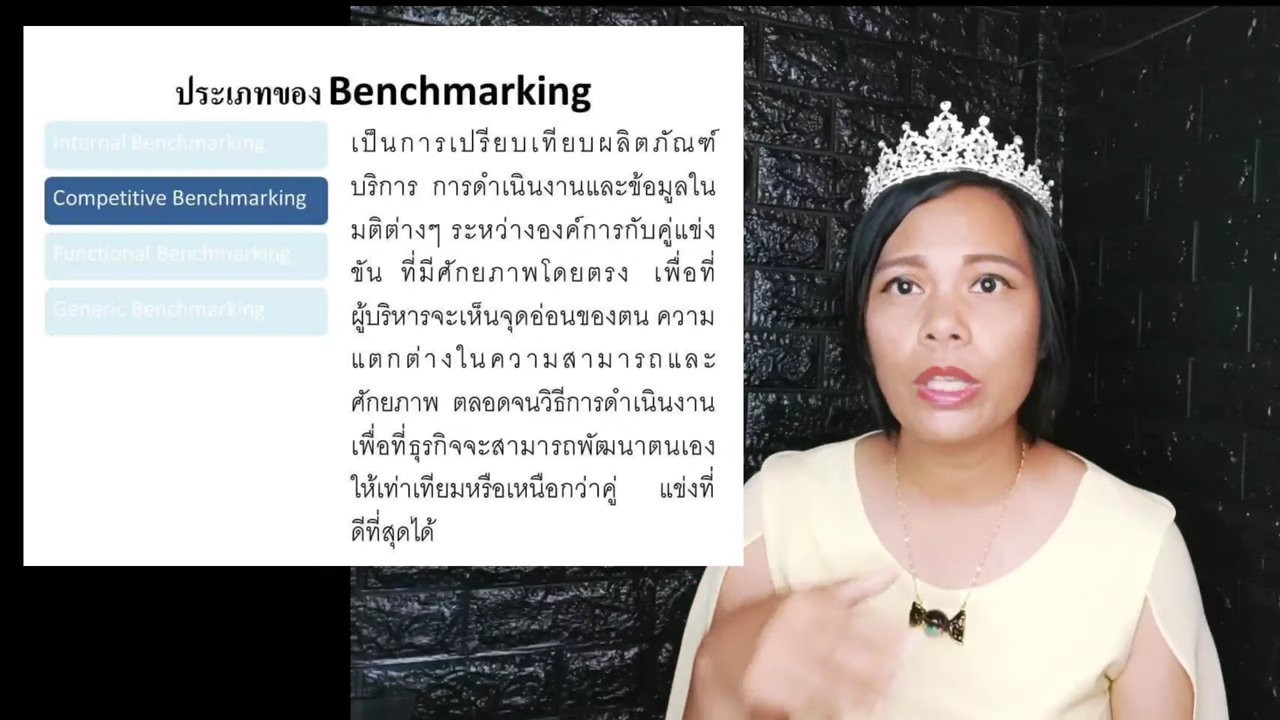 ประเภทของ Benchmarking
Internal Benchmarking
Competitive Benchmarking
Functional Benchmarking
Generic Benchmarking
เป็นการเปรียบเทียบผลิตภัณฑ์
บริการ การดำเนินงานและข้อมูลใน
มติต่างๆ ระหว่างองค์การกับคู่แข่ง
ขัน ที่มีศักยภาพโดยตรง เพื่อที่
ผู้บริหารจะเห็นจุดอ่อนของตน ความ
แตกต่างในความสามารถและ
ศักยภาพ ตลอดจนวิธีการดำเนินงาน
เพื่อที่ธุรกิจจะสามารถพัฒนาตนเอง
ให้เท่าเทียมหรือเหนือกว่าคู่ แข่งที่
ดีที่สุดได้